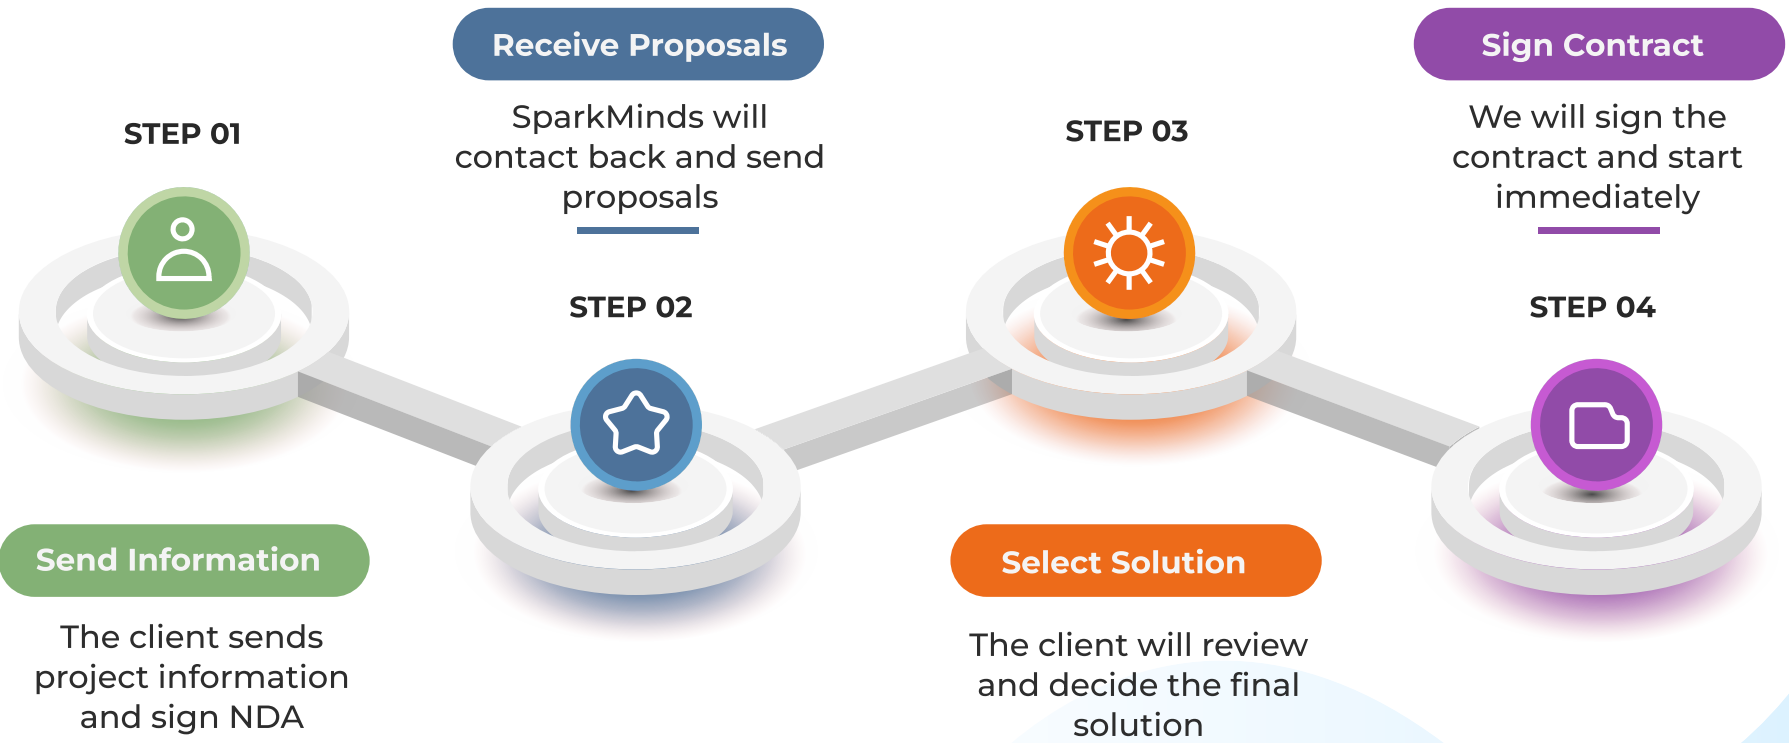 STEP 01
Send Information
The client sends
project information
and sign NDA
Receive Proposals
SparkMinds will
contact back and send
proposals
STEP 02
STEP 03
Select Solution
The client will review
and decide the final
solution
Sign Contract
We will sign the
contract and start
immediately
STEP 04